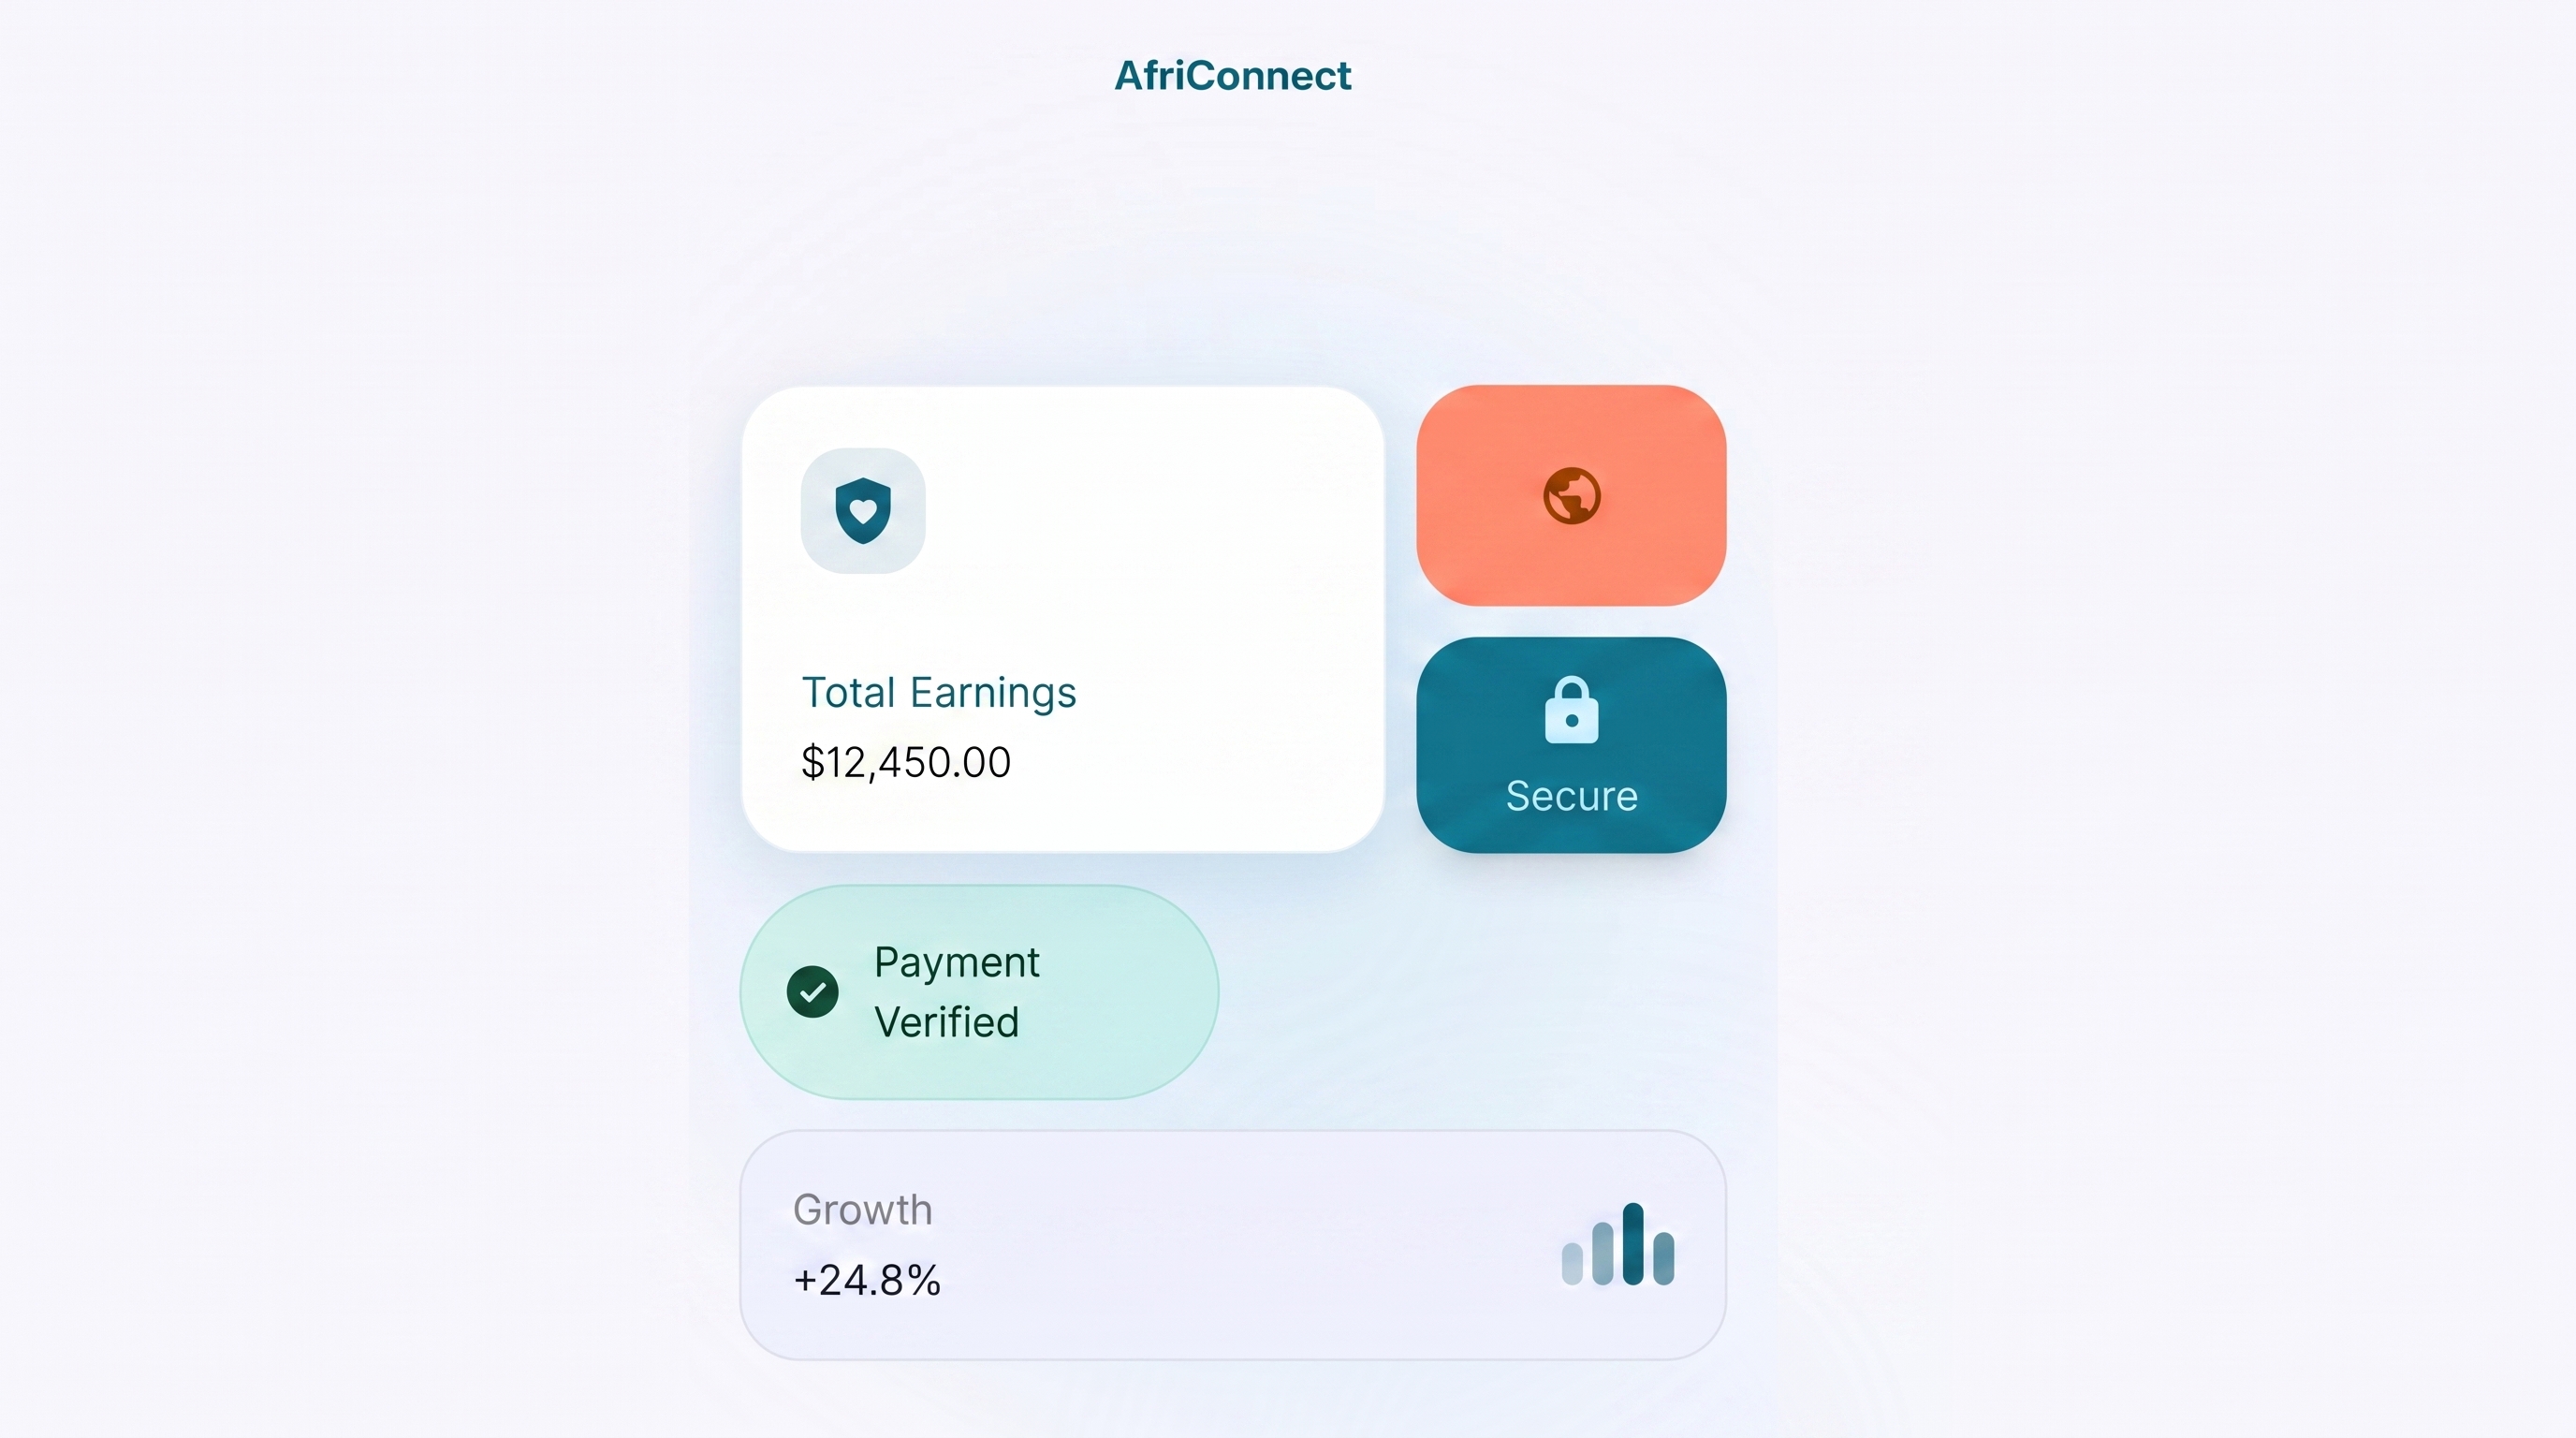 AfriConnect
Total Earnings
$12,450.00
Secure
Payment
Verified
Growth
+24.8%